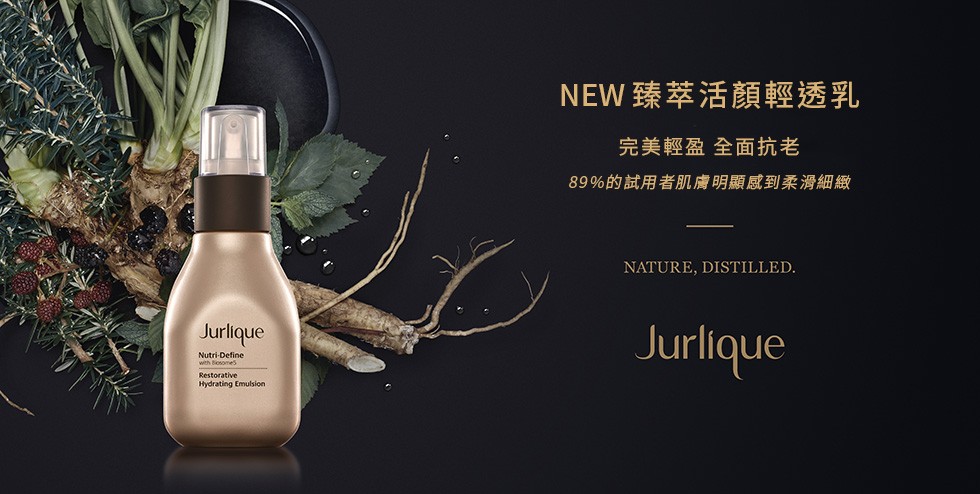 NEW 臻萃活顏輕透乳
完美輕盈 全面抗老
89%的試用者肌膚明顯感到柔滑細緻
NATURE, DISTILLED.
Jurlique
Jurlique
Nutri-Define
with Biosome5
Restorative
Hydrating Emulsion